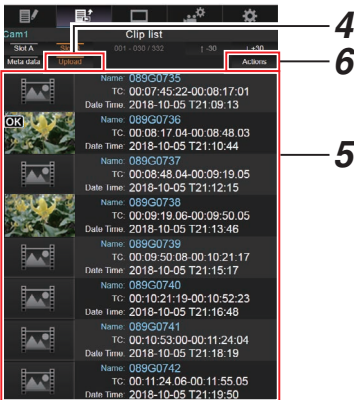 4
Cam1 Clip list
Slot A 001 - 030 / 332 ↑ -30 ↓ +30
Meta data Upload Actions 6
Name: 089G0735
TC: 00:07:45:22-00:08:17:01
Date Time: 2018-10-05 T21:09:13
OK Name: 089G0736
TC: 00:08:17.04-00:08:48.03
Date Time: 2018-10-05 T21:10:44
5
Name: 089G0737
TC: 00:08:48.04-00:09:19.05
Date Time: 2018-10-05 T21:12:15
Name: 089G0738
TC: 00:09:19.06-00:09:50.05
Date Time: 2018-10-05 T21:13:46
Name: 089G0739
TC: 00:09:50:08-00:10:21:17
Date Time: 2018-10-05 T21:15:17
Name: 089G0740
TC: 00:10:21:19-00:10:52:23
Date Time: 2018-10-05 T21:16:48
Name: 089G0741
TC: 00:10:53:00-00:11:24:04
Date Time: 2018-10-05 T21:18:19
Name: 089G0742
TC: 00:11:24.06-00:11:55.05
Date Time: 2018-10-05 T21:19:50